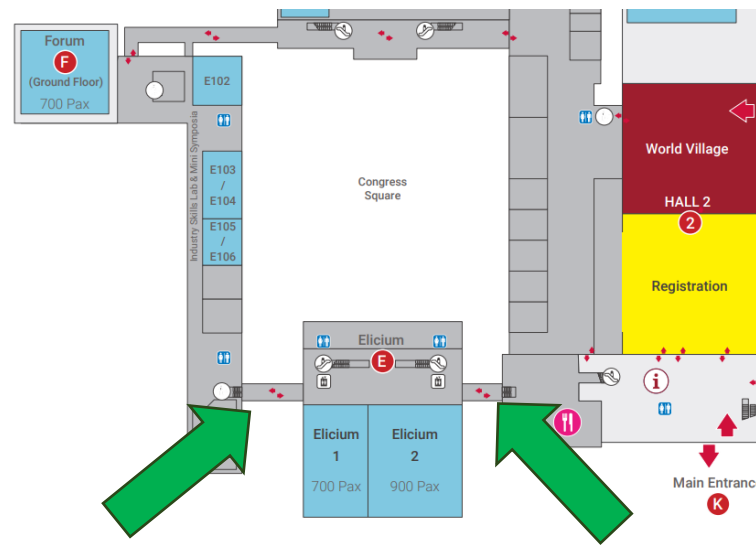 Forum
F
(Ground Floor)
700 Pax
E102
Industry Skills Lab & Mini Symposia
E103
/
E104
E105
/
E106
Congress
Square
World Village
HALL 2
2
Registration
Elicium
E
Elicium
1
700 Pax
Elicium
2
900 Pax
i
Main Entranc
K